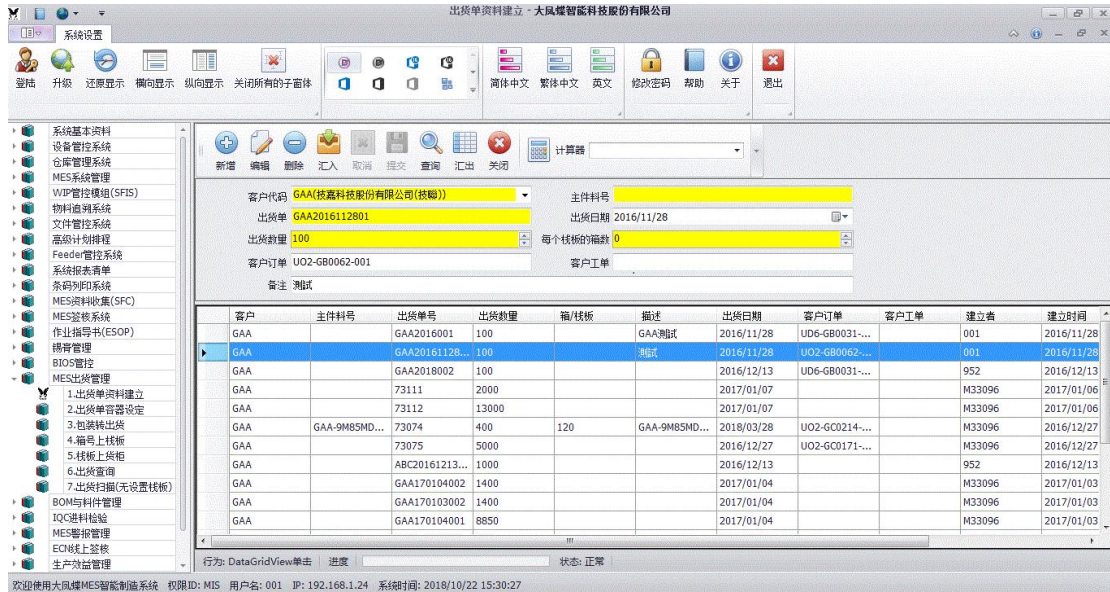 出货单资料建立 - 大凤蝶智能科技股份有限公司
系统设置
登陆 升级 还原显示 横向显示 纵向显示 关闭所有的子窗体 简体中文 繁体中文 英文 修改密码 帮助 关于 退出
系统基本资料
设备管控系统
仓库管理系统
MES系统管理
WIP管控模组(SFIS)
物料追溯系统
文件管控系统
高级计划排程
Feeder管控系统
系统报表清单
条码列印系统
MES资料收集(SFC)
MES签核系统
作业指导书(ESOP)
锡膏管理
BIOS管控
MES出货管理
1.出货单资料建立
2.出货单容器设定
3.包装转出货
4.箱号上栈板
5.栈板上货柜
6.出货查询
7.出货扫描(无设置栈板)
BOM与料件管理
IQC进料检验
MES警报管理
ECN线上签核
生产效益管理
新增 编辑 删除 汇入 取消 提交 查询 汇出 关闭 计算器
客户代码 GAA(技嘉科技股份有限公司(技聯)) 主件料号
出货单 GAA2016112801 出货日期 2016/11/28
出货数量 100 每个栈板的箱数 0
客户订单 UO2-GB0062-001 客户工单
备注 测試
客户 主件料号 出货单号 出货数量 箱/栈板 描述 出货日期 客户订单 客户工单 建立者 建立时间
GAA GAA2016001 100 GAA测試 2016/11/28 UD6-GB0031-... 001 2016/11/28
GAA GAA20161128... 100 测試 2016/11/28 UO2-GB0062-... 001 2016/11/28
GAA GAA2018002 100 2016/12/13 UD6-GB0031-... 952 2016/12/13
GAA 73111 2000 2017/01/07 M33096 2017/01/06
GAA 73112 13000 2017/01/07 M33096 2017/01/06
GAA GAA-9M85MD... 73074 400 120 GAA-9M85MD... 2018/03/28 UO2-GC0214-... M33096 2016/12/27
GAA 73075 5000 2016/12/27 UO2-GC0171-... M33096 2016/12/27
GAA ABC20161213... 1000 2016/12/13 952 2016/12/13
GAA GAA170104002 1400 2017/01/04 M33096 2017/01/03
GAA GAA170103002 1400 2017/01/04 M33096 2017/01/03
GAA GAA170104001 8850 2017/01/04 M33096 2017/01/03
行为: DataGridView单击 进度 状态: 正常
欢迎使用大凤蝶MES智能制造系统 权限ID: MIS 用户名: 001 IP: 192.168.1.24 系统时间: 2018/10/22 15:30:27